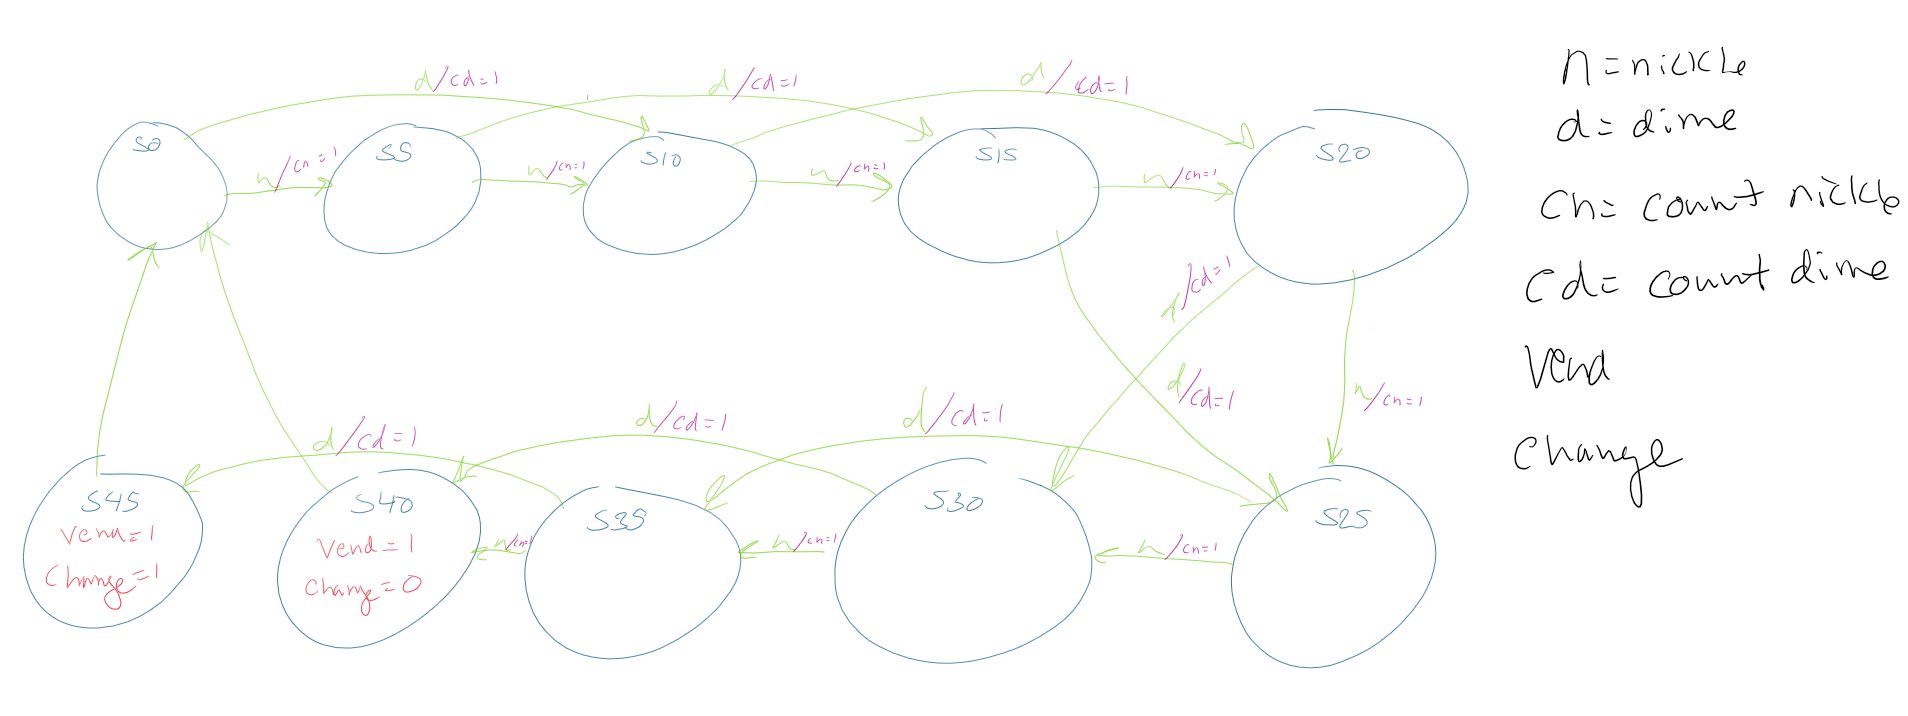 d/cd=1
d/cd=1
d/cd=1
S0
S5
S10
S15
S20
n/cn=1
n/cn=1
n/cn=1
n/cn=1
d/cd=1
d/cd=1
n/cn=1
d/cd=1
d/cd=1
d/cd=1
S45
Vend=1
Change=1
S40
Vend=1
Change=0
S35
S30
S25
n/cn=1
n/cn=1
n/cn=1
n=nickle
d=dime
Cn=count nickle
Cd=count dime
Vend
Change